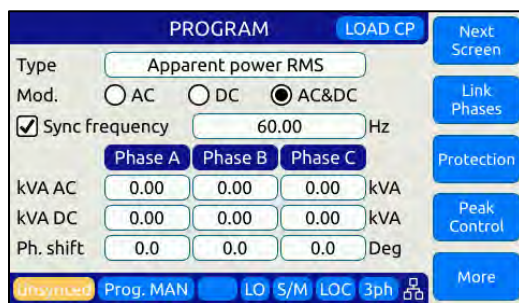 PROGRAM LOAD CP
Type Apparent power RMS
Mod. AC DC AC&DC
Sync frequency 60.00 Hz
Phase A Phase B Phase C
kVA AC 0.00 0.00 0.00 kVA
kVA DC 0.00 0.00 0.00 kVA
Ph. shift 0.0 0.0 0.0 Deg
Unsynced Prog. MAN LO S/M LOC 3ph
Next
Screen
Link
Phases
Protection
Peak
Control
More